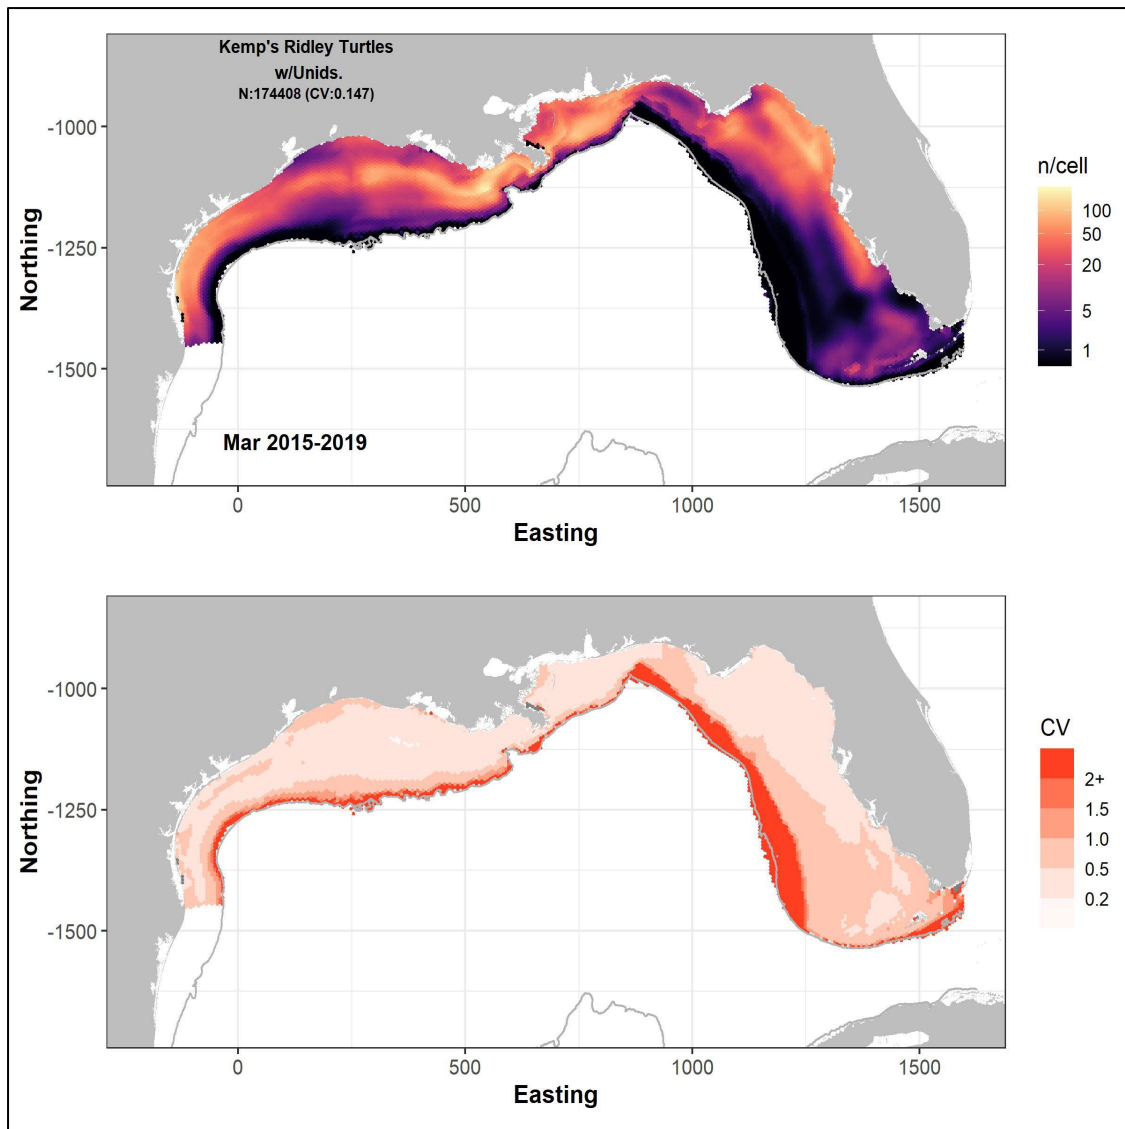 Kemp's Ridley Turtles
w/Unids.
N:174408 (CV:0.147)
Mar 2015-2019
Northing
-1000
-1250
-1500
0
500
1000
1500
Easting
n/cell
100
50
20
5
1
Northing
-1000
-1250
-1500
0
500
1000
1500
Easting
CV
2+
1.5
1.0
0.5
0.2